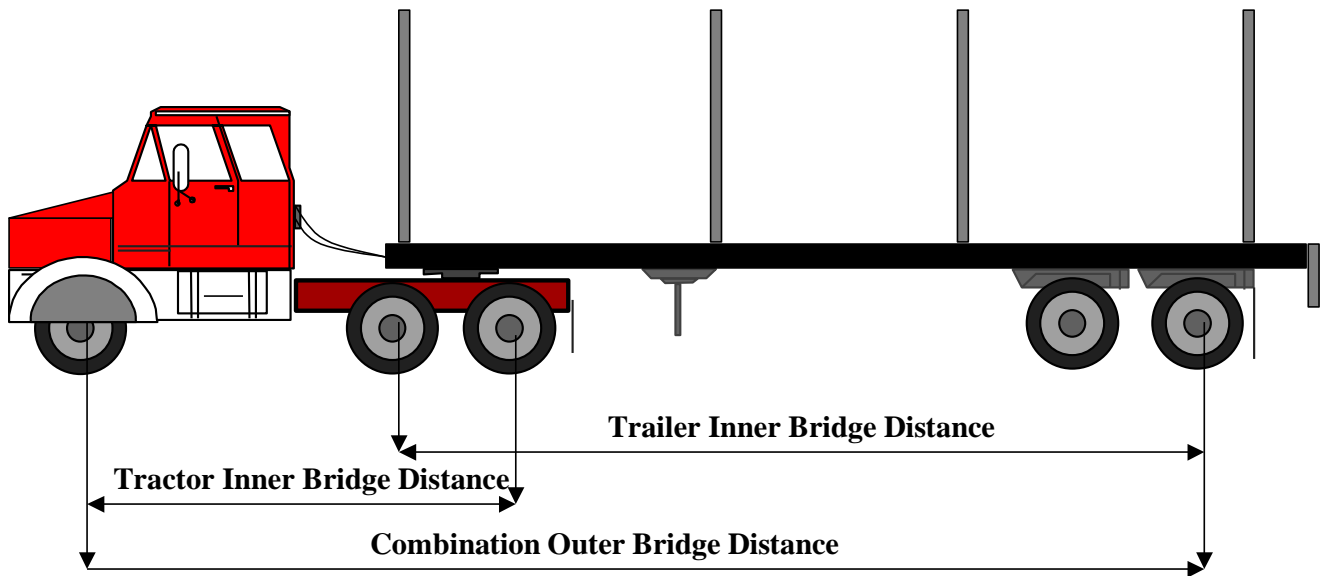 Trailer Inner Bridge Distance
Tractor Inner Bridge Distance
Combination Outer Bridge Distance